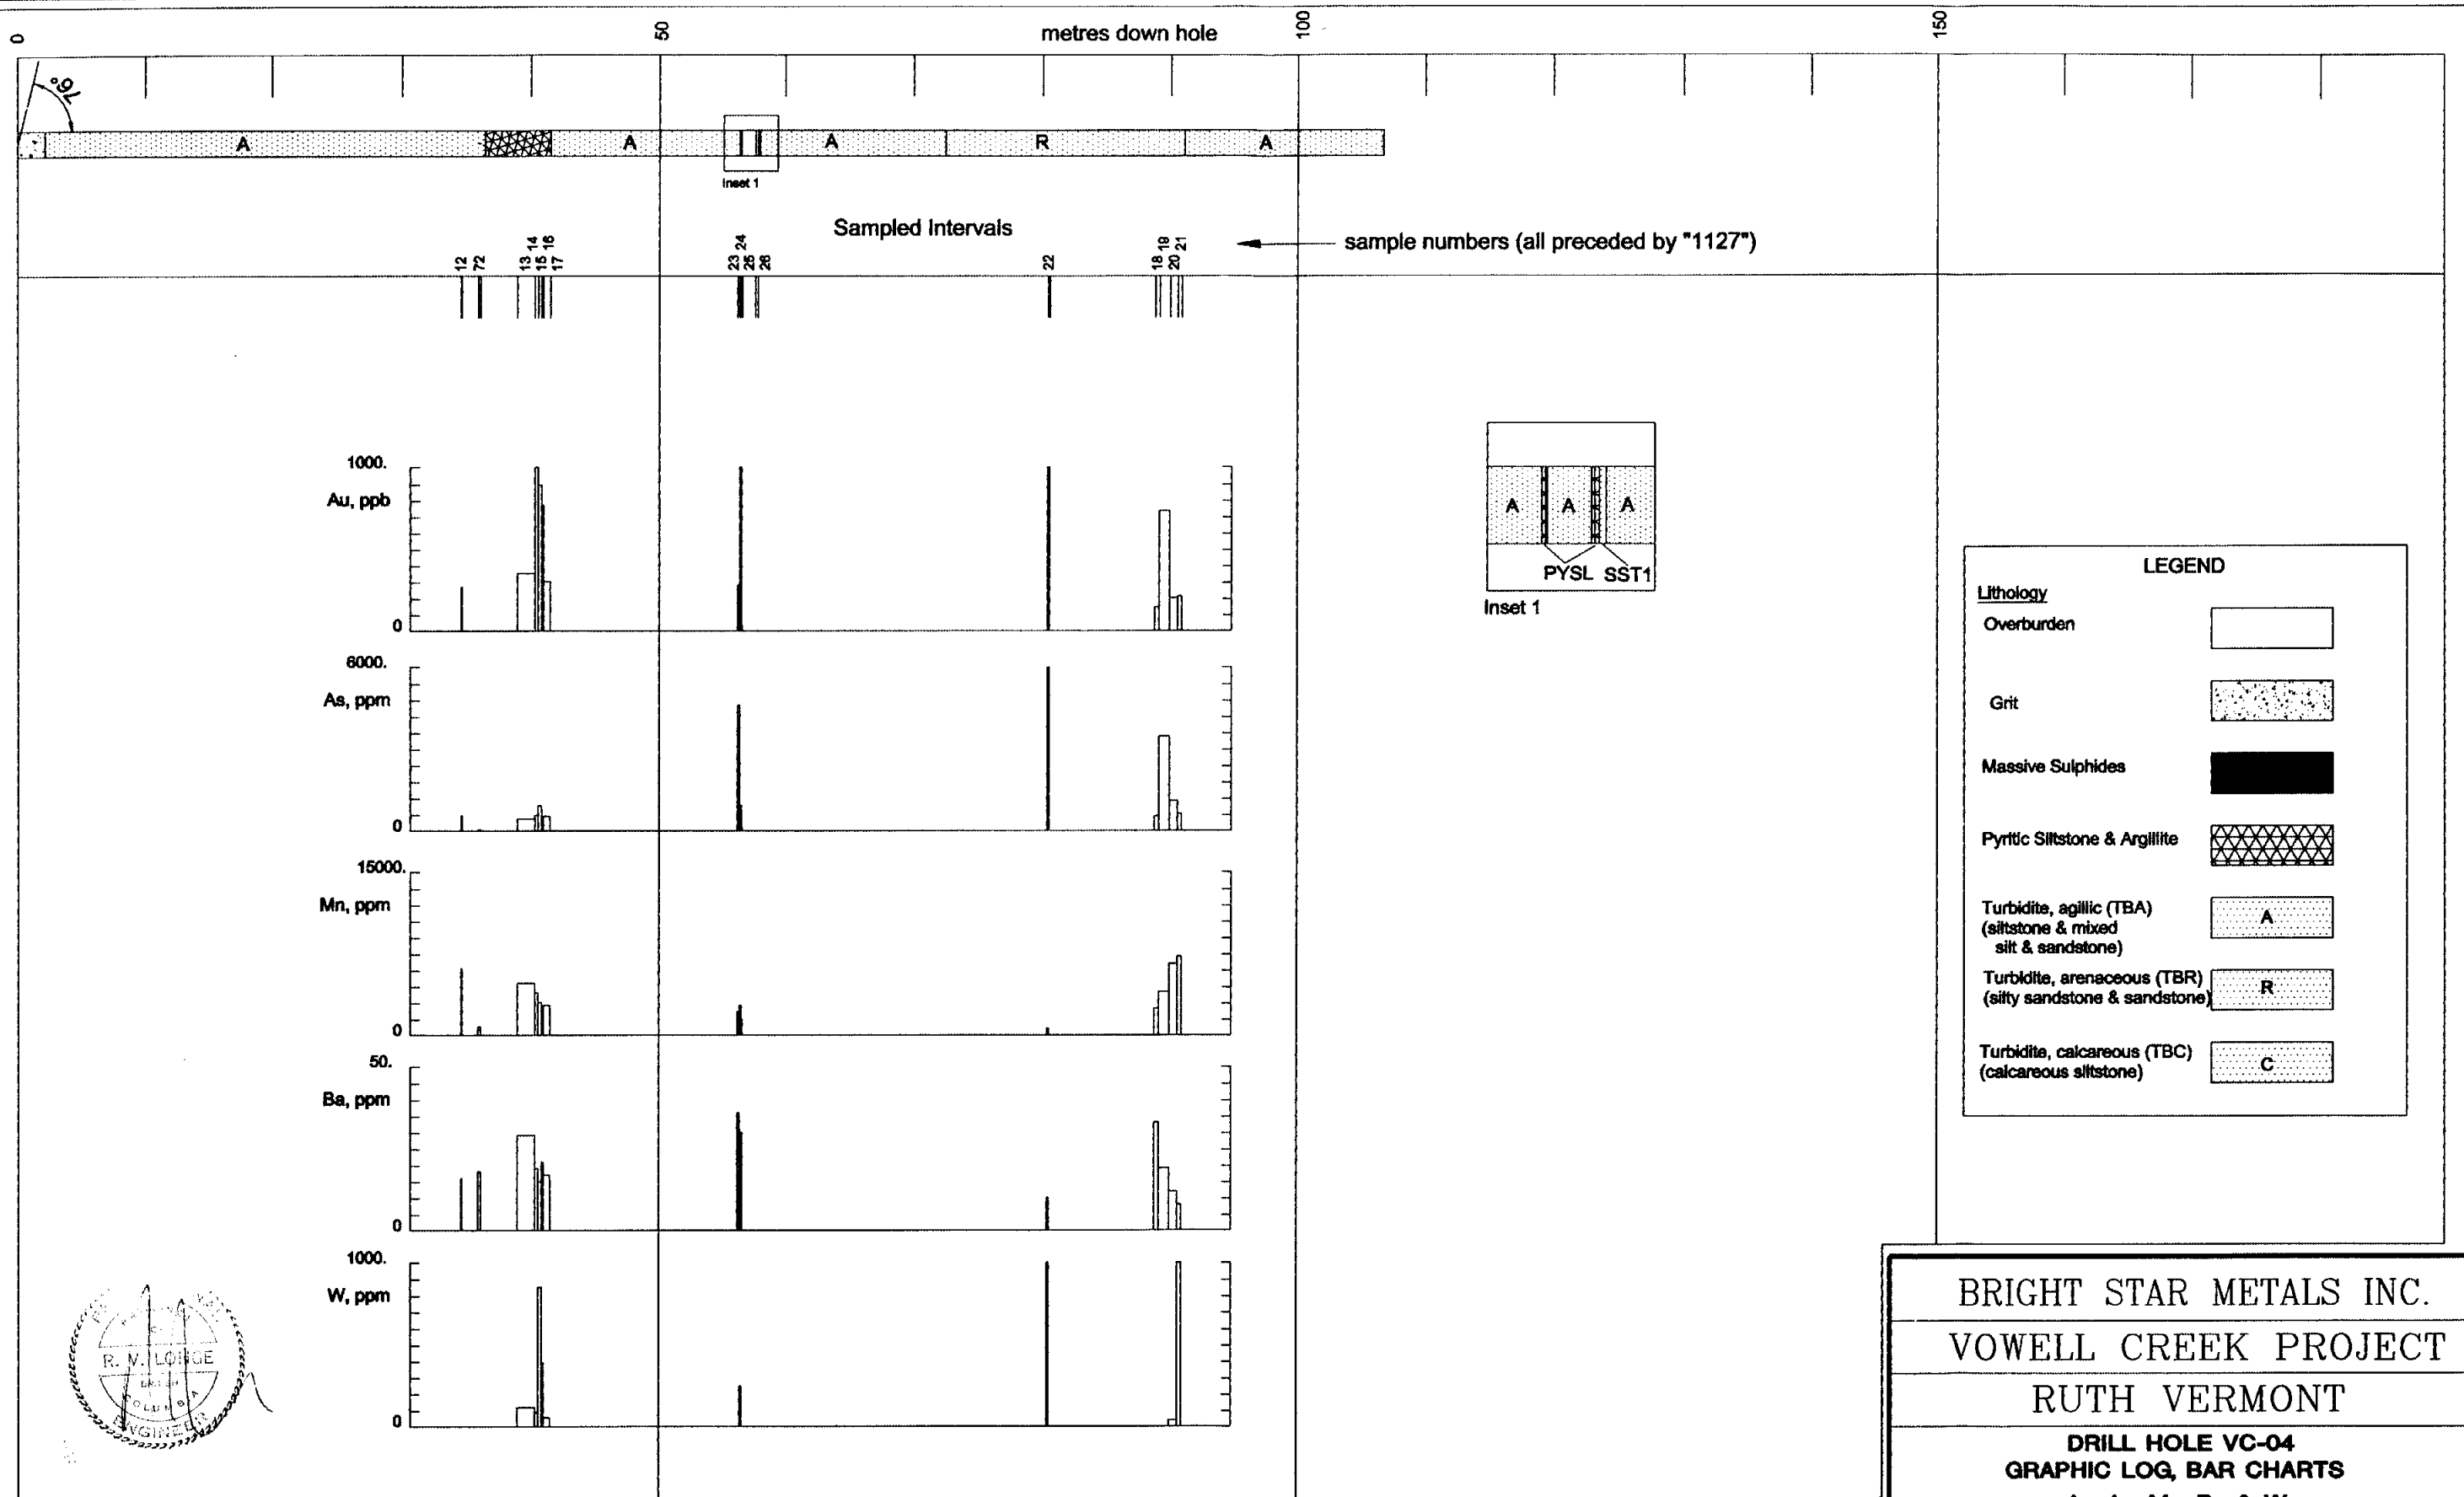 0
50
metres down hole
100
150
76°
A
A
A
R
A
Inset 1
Sampled Intervals
sample numbers (all preceded by "1127")
12
72
13
14
15
16
17
23
24
25
26
22
18
19
20
21
1000.
Au, ppb
0
6000.
As, ppm
0
15000.
Mn, ppm
0
50.
Ba, ppm
0
1000.
W, ppm
0
A
A
A
PYSL SST1
Inset 1
LEGEND
Lithology
Overburden
Grit
Massive Sulphides
Pyritic Siltstone & Argillite
Turbidite, agillic (TBA)
(siltstone & mixed
silt & sandstone)
A
Turbidite, arenaceous (TBR)
(silty sandstone & sandstone)
R
Turbidite, calcareous (TBC)
(calcareous siltstone)
C
R. V. LONGE
COLUMBIA
ENGINEER
BRIGHT STAR METALS INC.
VOWELL CREEK PROJECT
RUTH VERMONT
DRILL HOLE VC-04
GRAPHIC LOG, BAR CHARTS